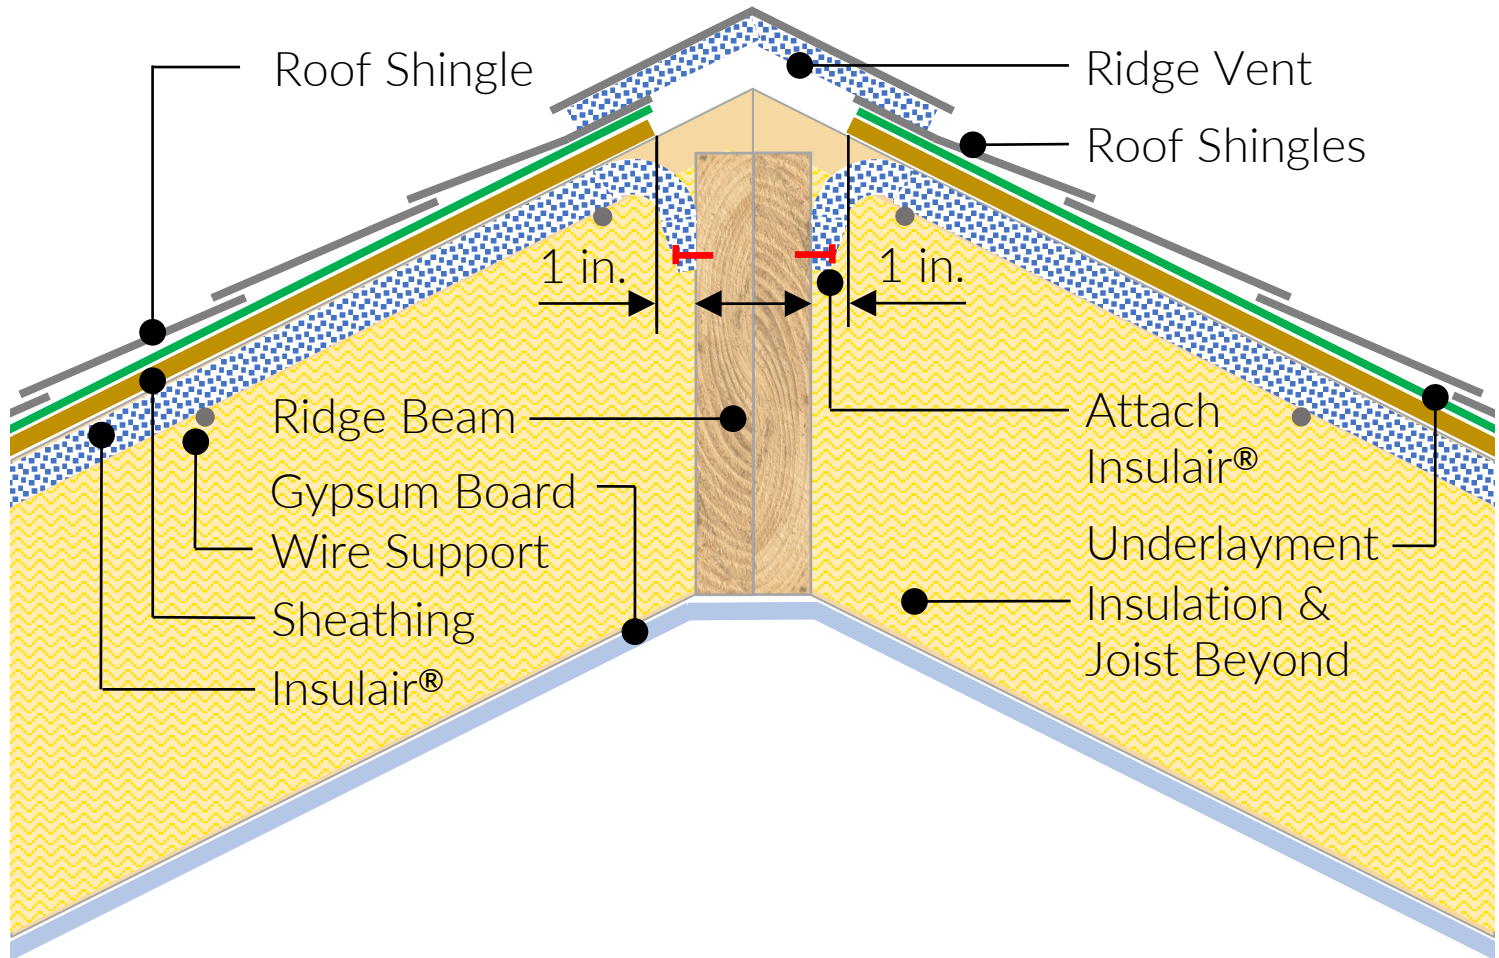 Roof Shingle
Ridge Vent
Roof Shingles
1 in.
1 in.
Ridge Beam
Gypsum Board
Wire Support
Sheathing
Insulair®
Attach
Insulair®
Underlayment
Insulation &
Joist Beyond